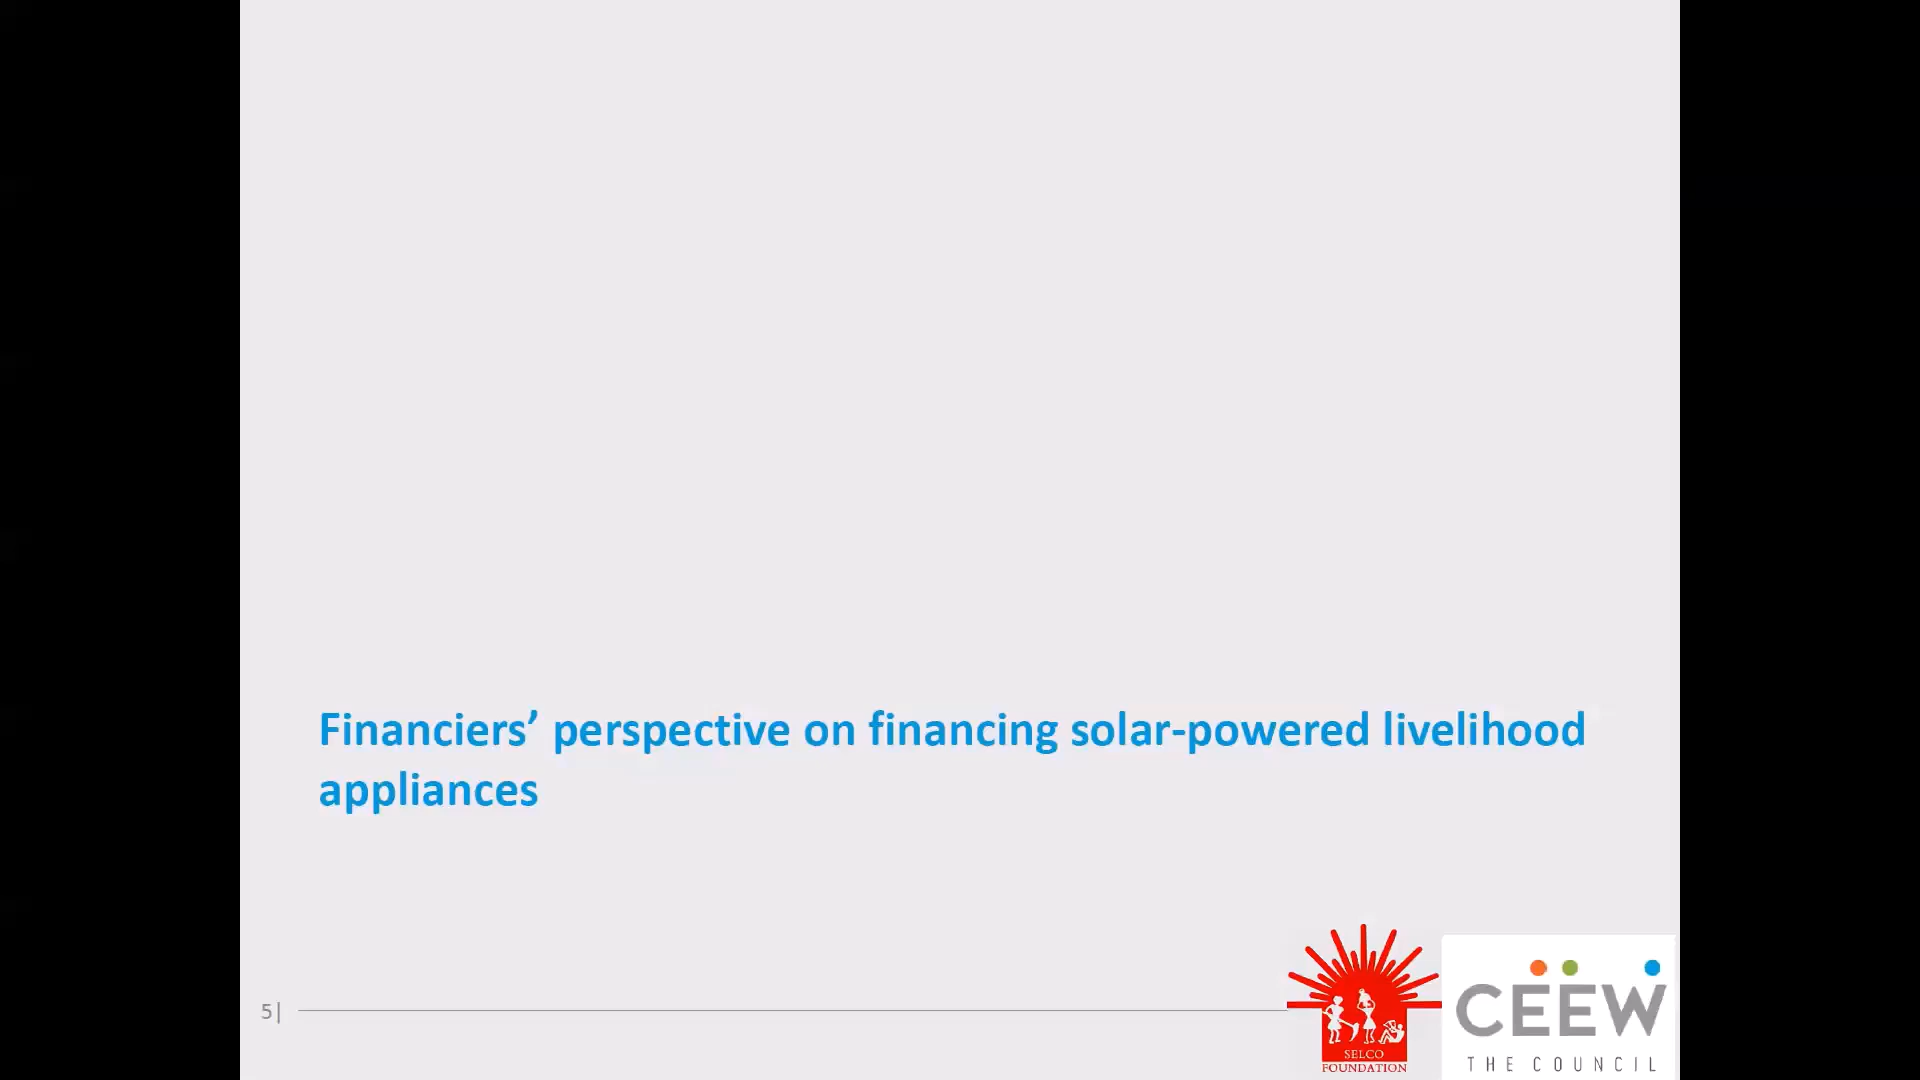 Financiers’ perspective on financing solar-powered livelihood
appliances
5|
SELCO
FOUNDATION
CEEW
THE COUNCIL